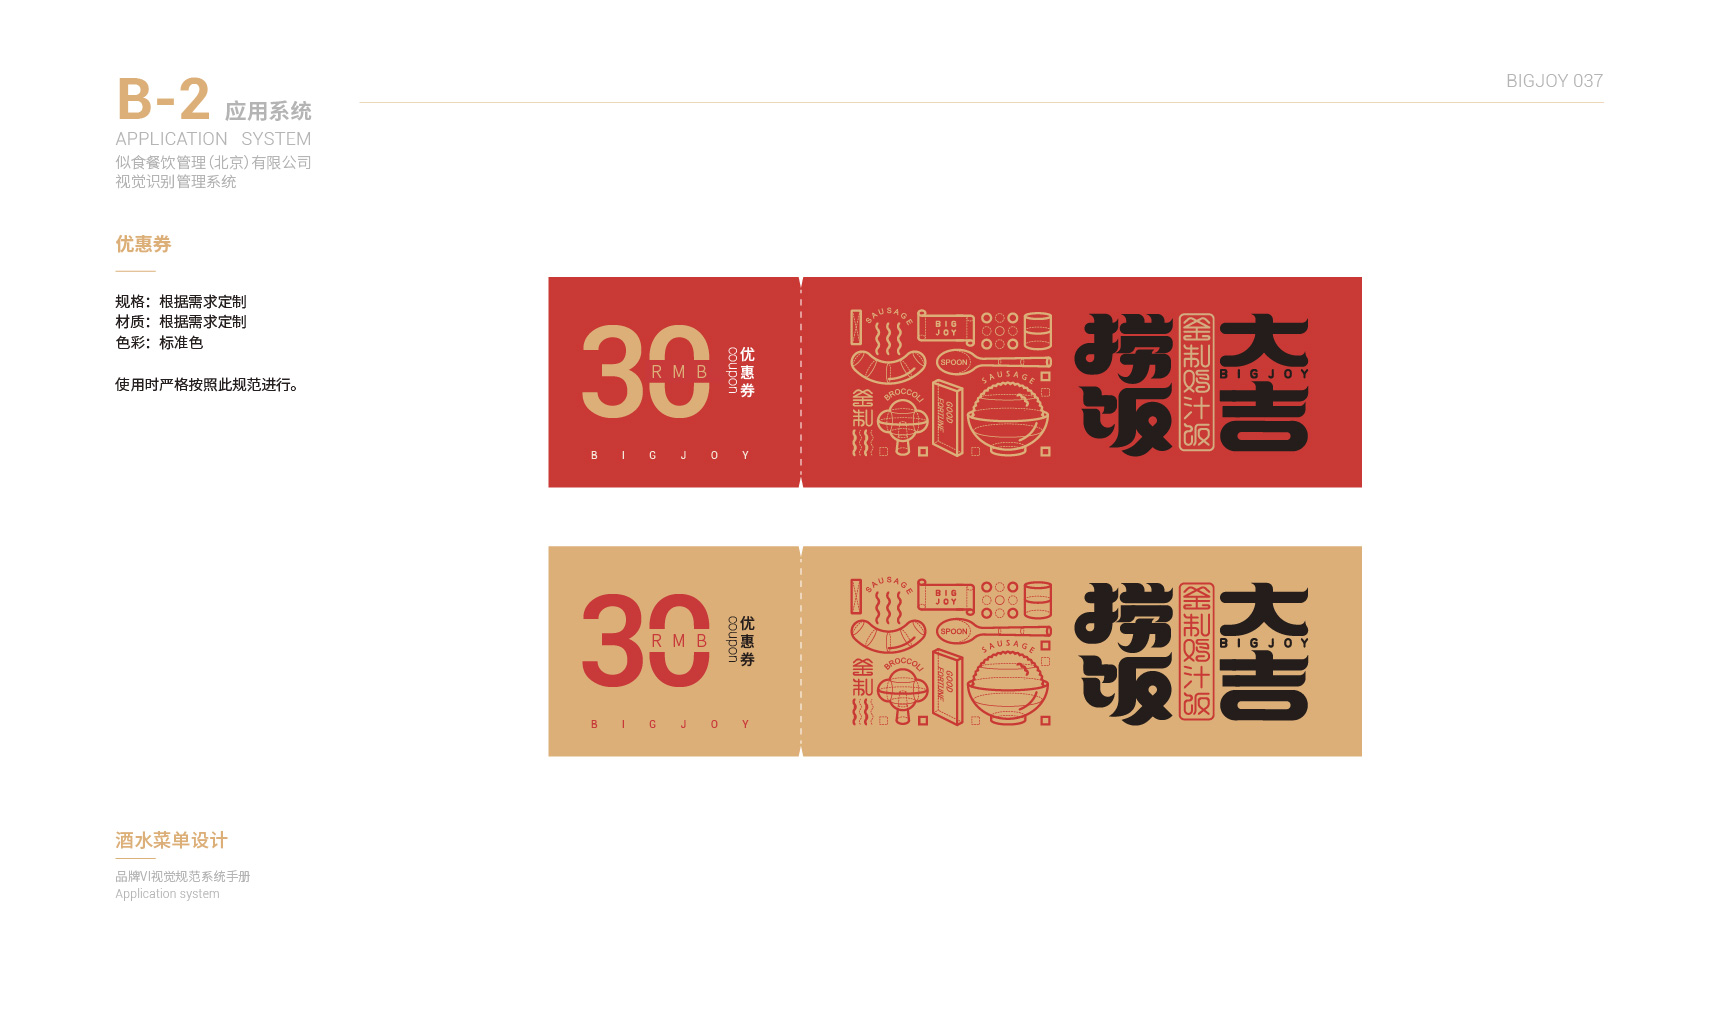 B-2 应用系统
APPLICATION SYSTEM
似食餐饮管理(北京)有限公司
视觉识别管理系统
BIGJOY 037
优惠券
规格：根据需求定制
材质：根据需求定制
色彩：标准色
使用时严格按照此规范进行。
30
RMB
优惠券
coupon
BIGJOY
SAUSAGE
BIG
JOY
SPOON
SAUSAGE
釜制
BROCCOLI
GOOD
FORTUNE
大吉
BIGJOY
釜制鸡汁饭
捞饭
30
RMB
优惠券
coupon
BIGJOY
SAUSAGE
BIG
JOY
SPOON
SAUSAGE
釜制
BROCCOLI
GOOD
FORTUNE
大吉
BIGJOY
釜制鸡汁饭
捞饭
酒水菜单设计
品牌VI视觉规范系统手册
Application system